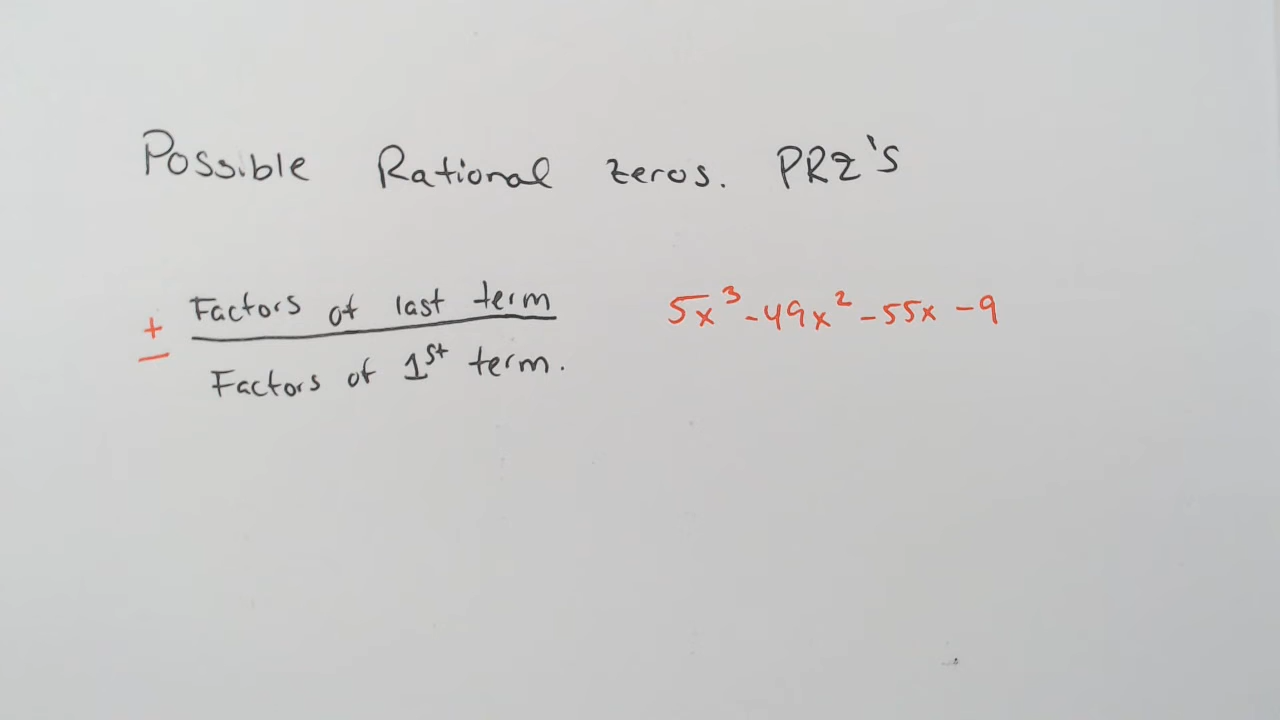 Possible Rational zeros. PRZ's
± Factors of last term / Factors of 1st term.
5x³ - 49x² - 55x - 9